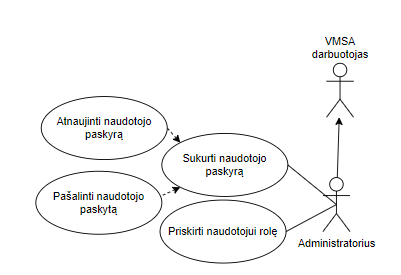 VMSA
darbuotojas
Atnaujinti naudotojo
paskyrą
Sukurti naudotojo
paskyrą
Pašalinti naudotojo
paskytą
Priskirti naudotojui rolę
Administratorius